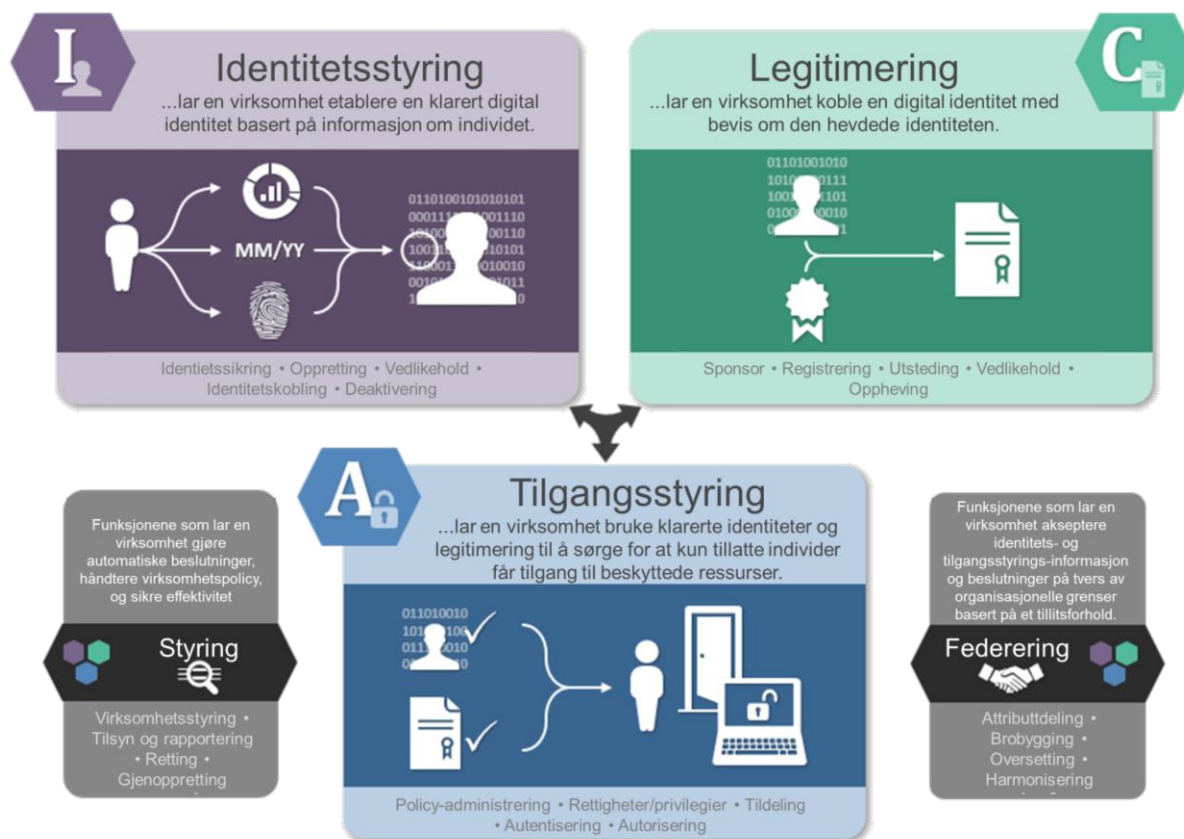 I
Identitetsstyring
...lar en virksomhet etablere en klarert digital
identitet basert på informasjon om individet.
MM/YY
0110100101010101
Identietssikring • Oppretting • Vedlikehold •
Identitetskobling • Deaktivering
C
Legitimering
...lar en virksomhet koble en digital identitet med
bevis om den hevdede identiteten.
01101001010
Sponsor • Registrering • Utsteding • Vedlikehold •
Oppheving
A
Tilgangsstyring
...lar en virksomhet bruke klarerte identiteter og
legitimering til å sørge for at kun tillatte individer
får tilgang til beskyttede ressurser.
011010010
Policy-administrering • Rettigheter/privilegier • Tildeling
• Autentisering • Autorisering
Funksjonene som lar en
virksomhet gjøre
automatiske beslutninger,
håndtere virksomhetspolicy,
og sikre effektivitet
Styring
Virksomhetsstyring •
Tilsyn og rapportering
• Retting •
Gjenoppretting
Funksjonene som lar en
virksomhet akseptere
identitets- og
tilgangsstyrings-informasjon
og beslutninger på tvers av
organisasjonelle grenser
basert på et tillitsforhold.
Federering
Attributtdeling •
Brobygging •
Oversetting •
Harmonisering